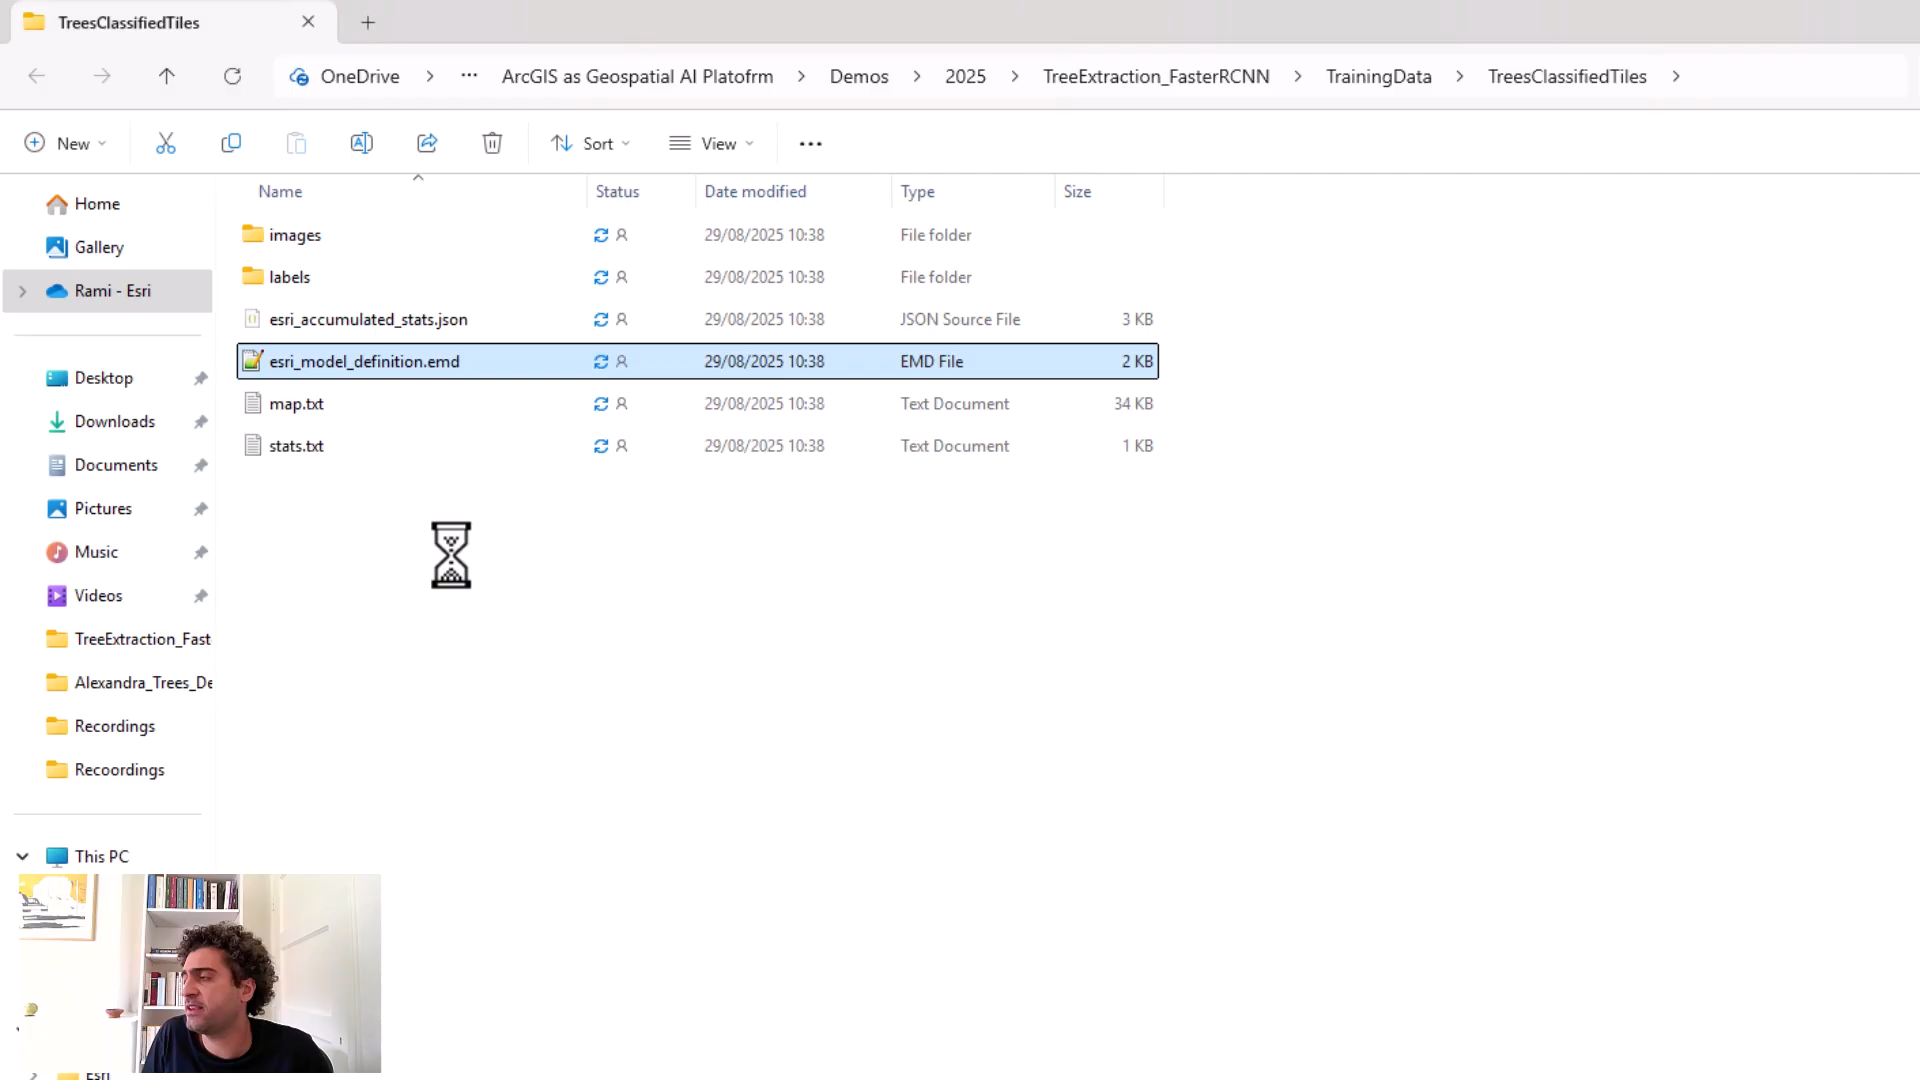 TreesClassifiedTiles
OneDrive ... ArcGIS as Geospatial AI Platofrm Demos 2025 TreeExtraction_FasterRCNN TrainingData TreesClassifiedTiles
New Sort View ...
Name Status Date modified Type Size
Home
Gallery
Rami - Esri
images 29/08/2025 10:38 File folder
labels 29/08/2025 10:38 File folder
esri_accumulated_stats.json 29/08/2025 10:38 JSON Source File 3 KB
esri_model_definition.emd 29/08/2025 10:38 EMD File 2 KB
map.txt 29/08/2025 10:38 Text Document 34 KB
stats.txt 29/08/2025 10:38 Text Document 1 KB
Desktop
Downloads
Documents
Pictures
Music
Videos
TreeExtraction_Fast
Alexandra_Trees_De
Recordings
Recoordings
This PC
Esri